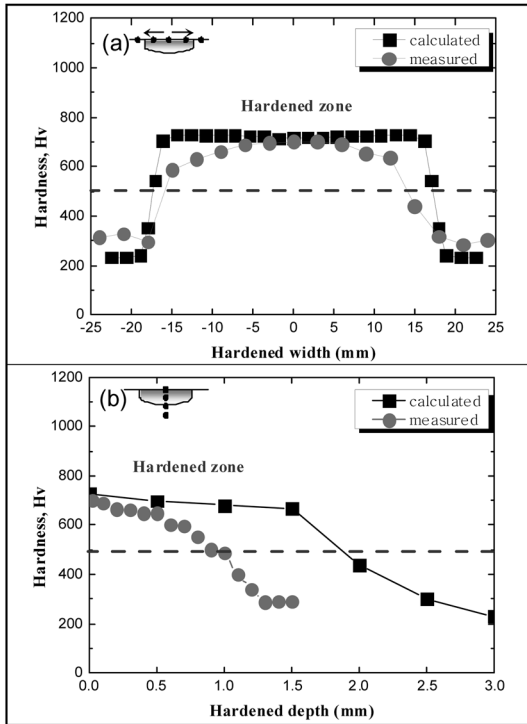 (a)
calculated
measured
Hardened zone
Hardness, Hv
1200
1000
800
600
400
200
0
-25 -20 -15 -10 -5 0 5 10 15 20 25
Hardened width (mm)
(b)
calculated
measured
Hardened zone
Hardness, Hv
1200
1000
800
600
400
200
0
0.0 0.5 1.0 1.5 2.0 2.5 3.0
Hardened depth (mm)